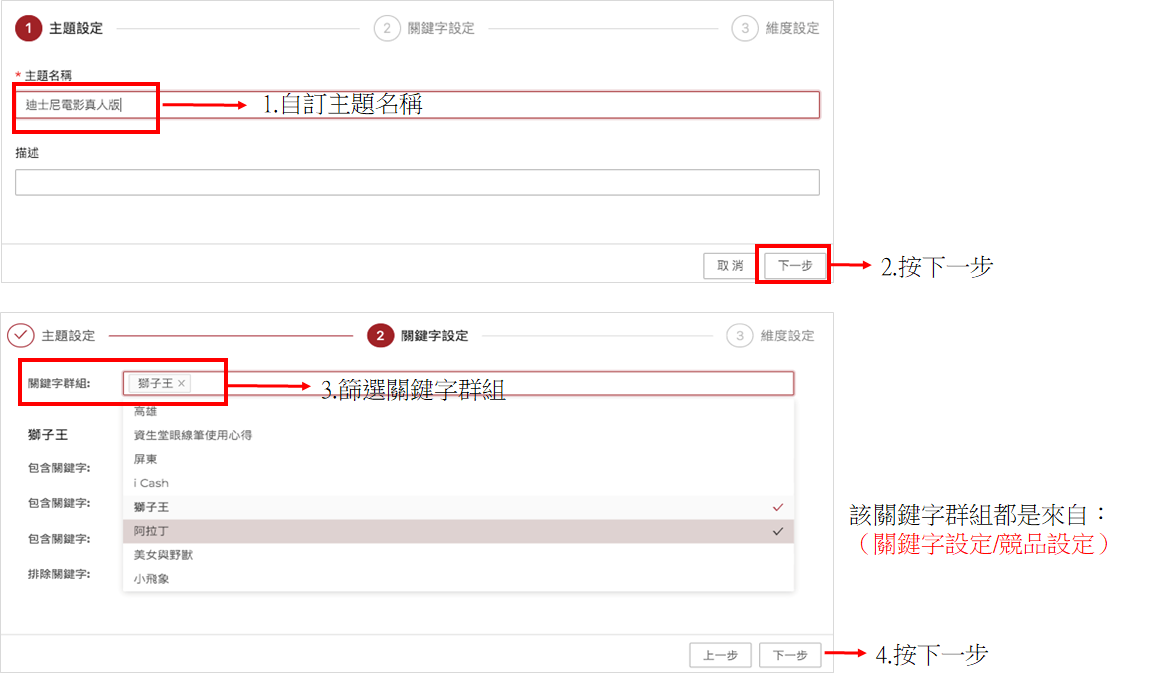 1 主題設定 2 關鍵字設定 3 維度設定
* 主題名稱
迪士尼電影真人版
1.自訂主題名稱
描述
取消 下一步
2.按下一步
主題設定 2 關鍵字設定 3 維度設定
關鍵字群組: 獅子王 ×
3.篩選關鍵字群組
高雄
獅子王
資生堂眼線筆使用心得
屏東
包含關鍵字:
i Cash
包含關鍵字:
獅子王
阿拉丁
包含關鍵字:
美女與野獸
排除關鍵字:
小飛象
該關鍵字群組都是來自：
（關鍵字設定/競品設定）
上一步 下一步
4.按下一步